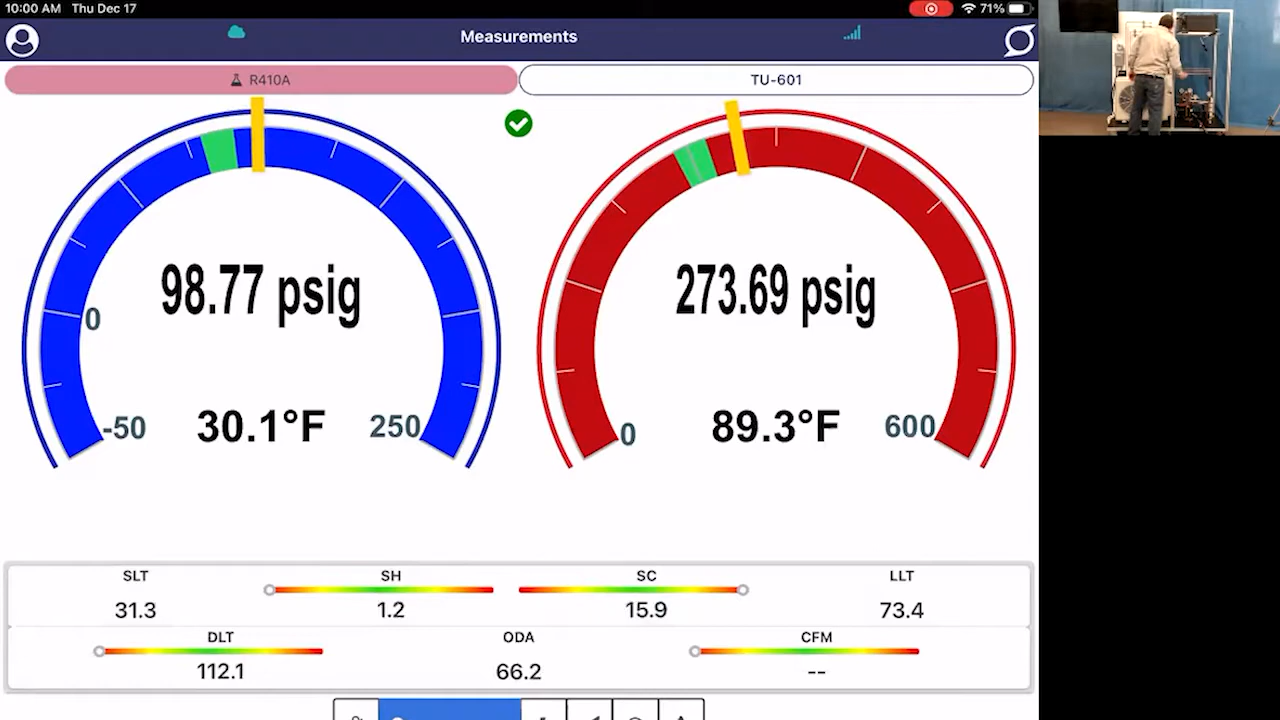 10:00 AM Thu Dec 17
71%
Measurements
R410A
TU-601
98.77 psig
273.69 psig
0
-50
30.1°F
250
0
89.3°F
600
SLT
SH
SC
LLT
31.3
1.2
15.9
73.4
DLT
ODA
CFM
112.1
66.2
--